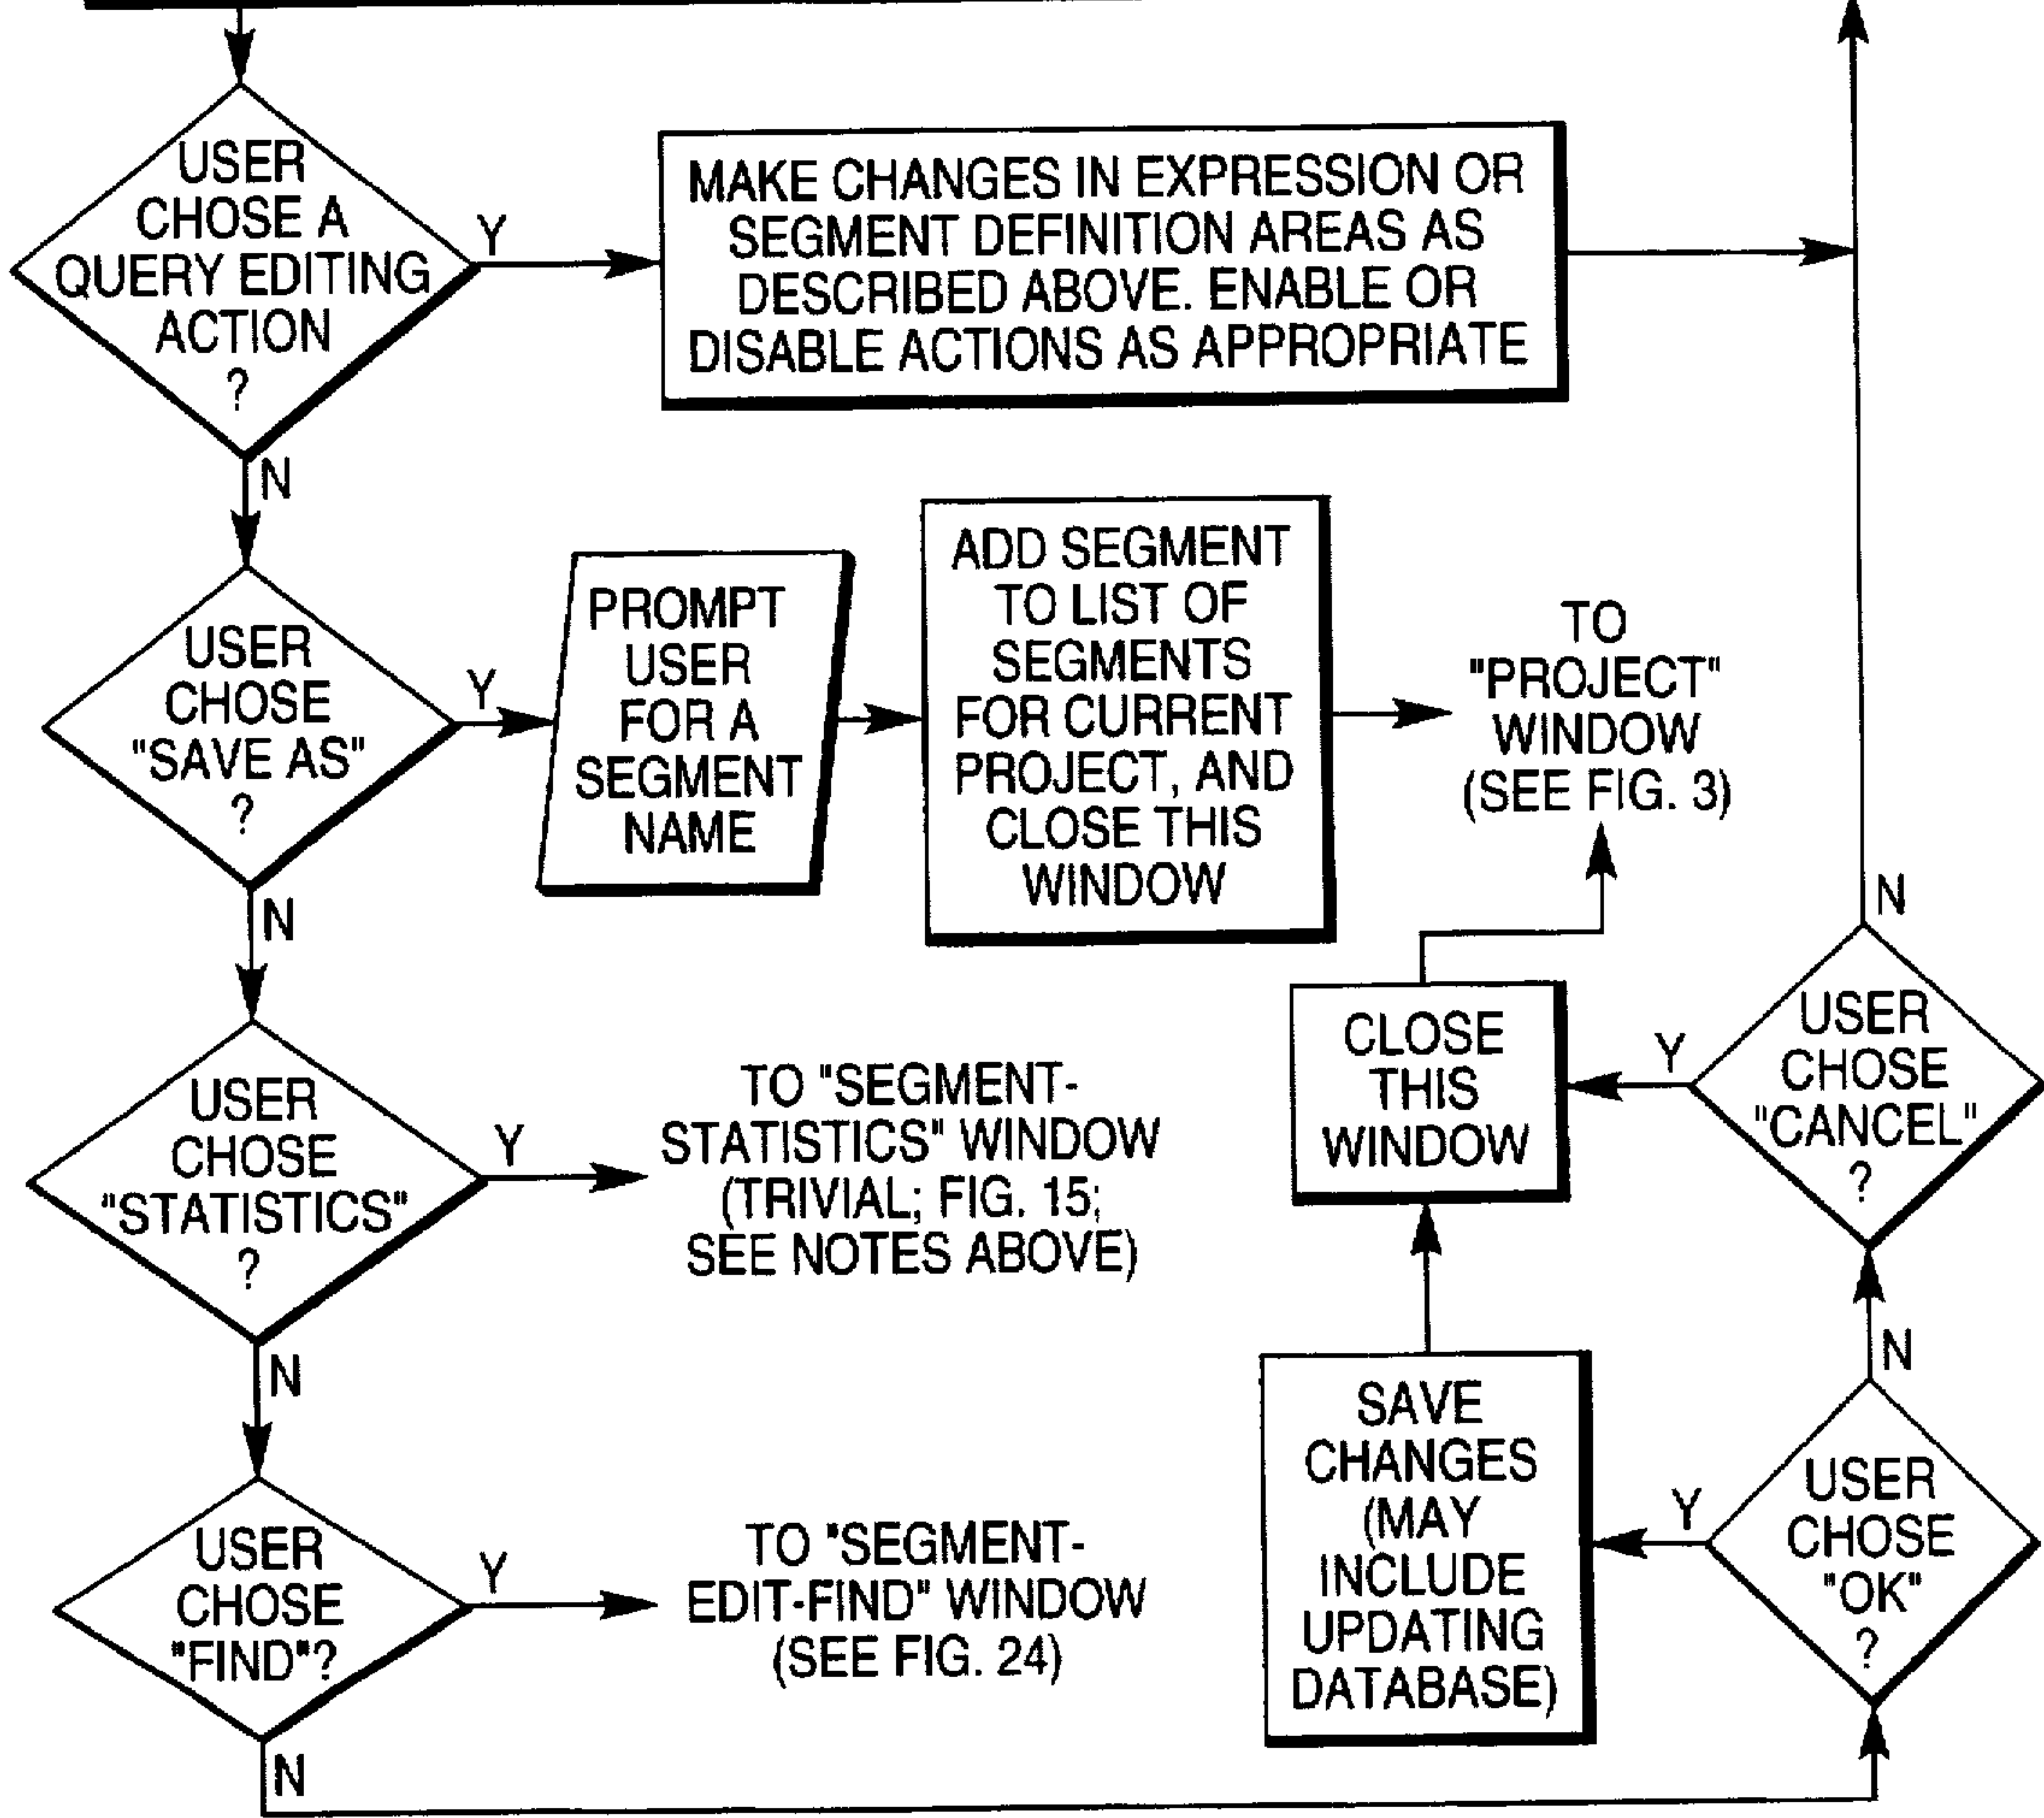 USER
CHOSE A
QUERY EDITING
ACTION
?
Y
MAKE CHANGES IN EXPRESSION OR
SEGMENT DEFINITION AREAS AS
DESCRIBED ABOVE. ENABLE OR
DISABLE ACTIONS AS APPROPRIATE
N
USER
CHOSE
"SAVE AS"
?
Y
PROMPT
USER
FOR A
SEGMENT
NAME
ADD SEGMENT
TO LIST OF
SEGMENTS
FOR CURRENT
PROJECT, AND
CLOSE THIS
WINDOW
TO
"PROJECT"
WINDOW
(SEE FIG. 3)
N
USER
CHOSE
"STATISTICS"
?
Y
TO "SEGMENT-
STATISTICS" WINDOW
(TRIVIAL; FIG. 15;
SEE NOTES ABOVE)
N
USER
CHOSE
"FIND"?
Y
TO "SEGMENT-
EDIT-FIND" WINDOW
(SEE FIG. 24)
N
USER
CHOSE
"OK"
?
Y
SAVE
CHANGES
(MAY
INCLUDE
UPDATING
DATABASE)
N
USER
CHOSE
"CANCEL"
?
Y
CLOSE
THIS
WINDOW
N